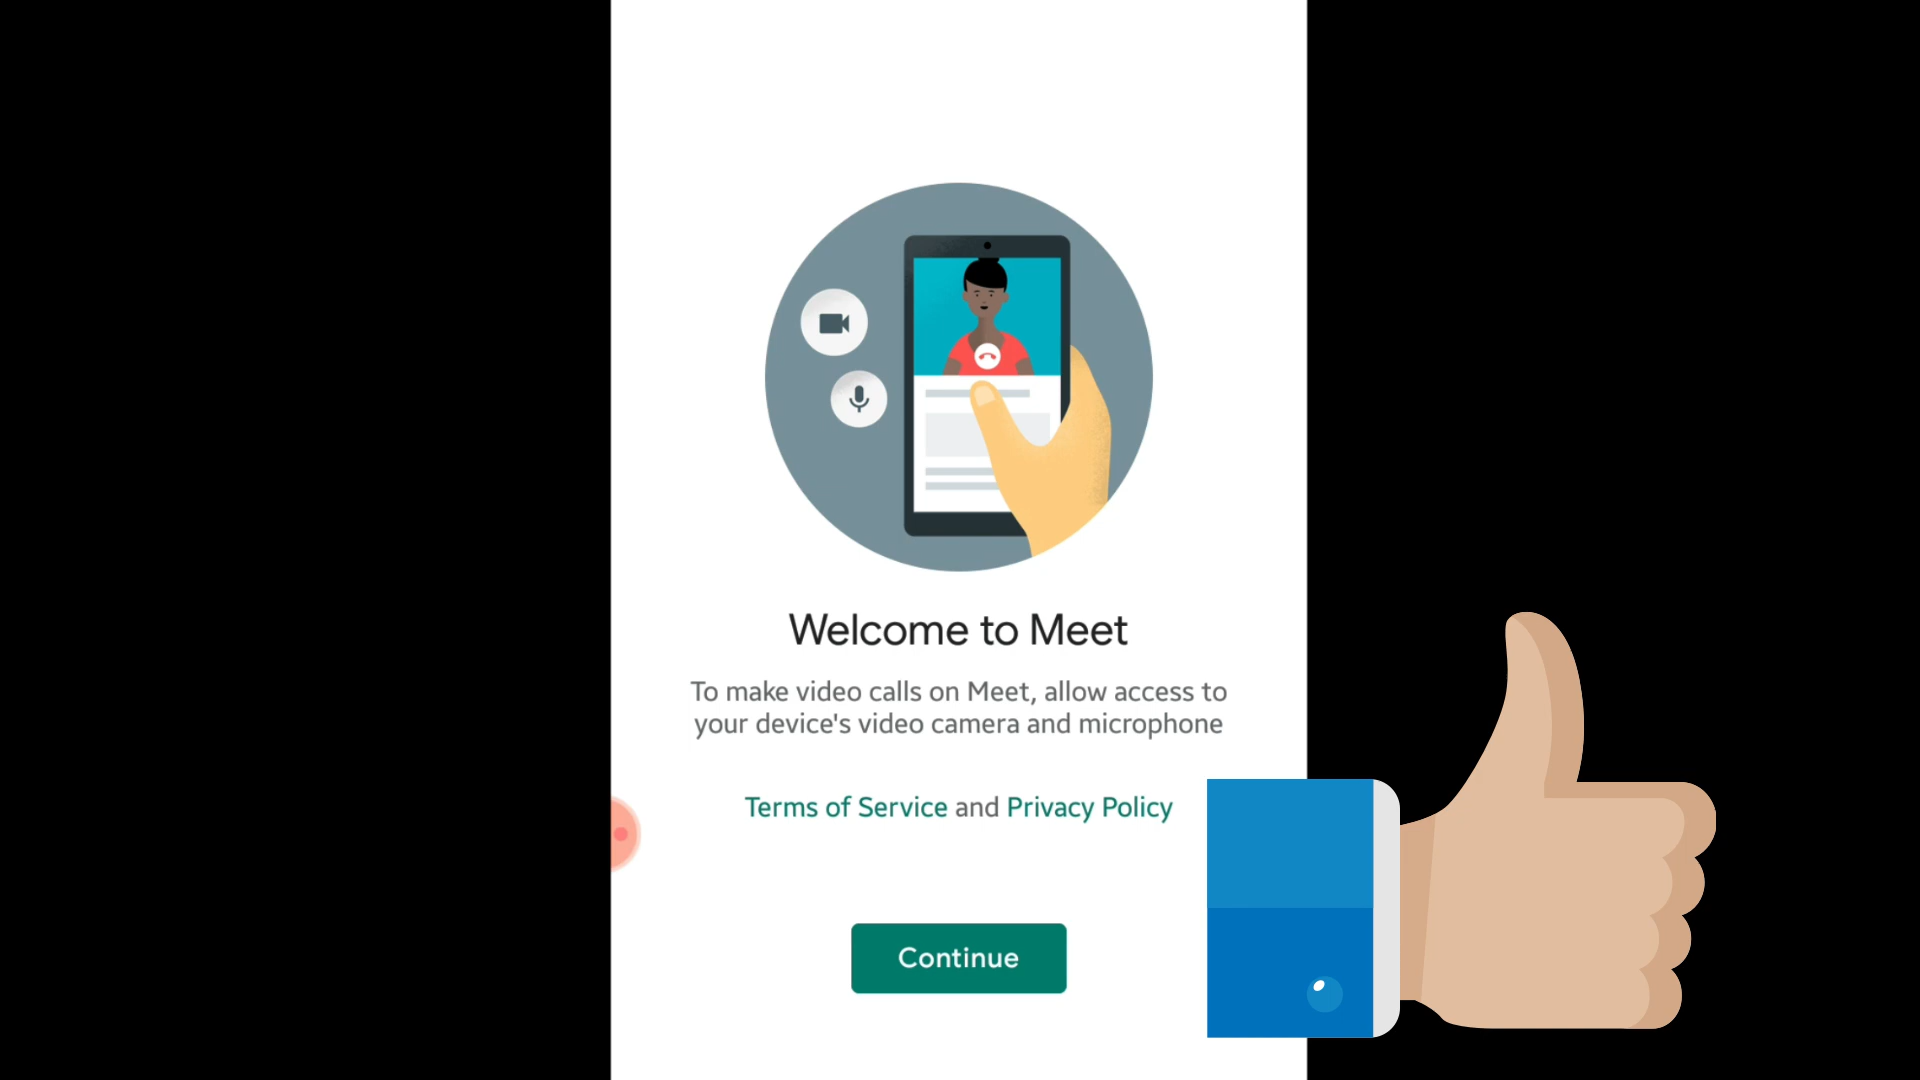 Welcome to Meet
To make video calls on Meet, allow access to
your device's video camera and microphone
Terms of Service and Privacy Policy
Continue